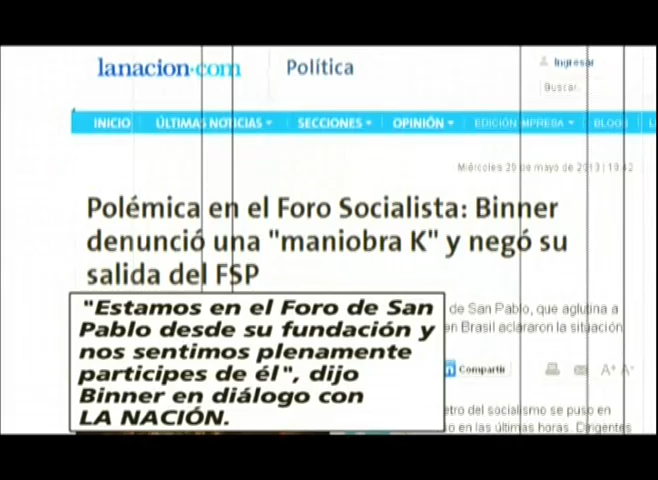 lanacion.com
Política
Ingresar
Buscar
INICIO ÚLTIMAS NOTICIAS SECCIONES OPINIÓN EDICIÓN IMPRESA BLOGS
Miércoles 29 de mayo de 2013 | 19:42
Polémica en el Foro Socialista: Binner
denunció una "maniobra K" y negó su
salida del FSP
de San Pablo, que aglutina a
en Brasil aclararon la situación
"Estamos en el Foro de San
Pablo desde su fundación y
nos sentimos plenamente
participes de él", dijo
Binner en diálogo con
LA NACIÓN.
Compartir
A+ A-
del socialismo se puso en
en las últimas horas. Dirigentes